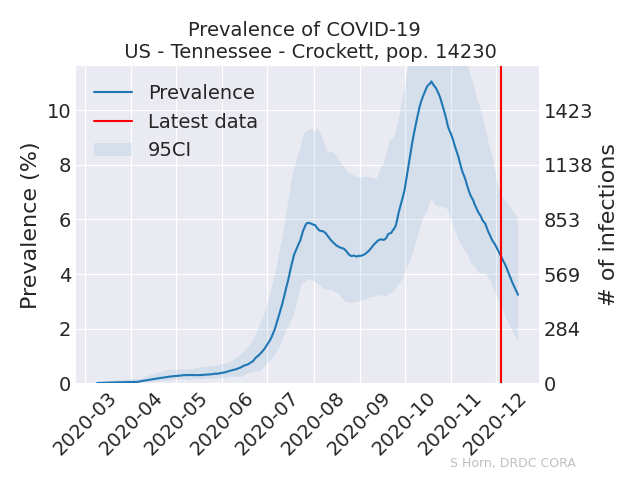 Prevalence of COVID-19
US - Tennessee - Crockett, pop. 14230
Prevalence
Latest data
95CI
Prevalence (%)
10
8
6
4
2
0
1423
1138
853
569
284
0
# of infections
2020-03
2020-04
2020-05
2020-06
2020-07
2020-08
2020-09
2020-10
2020-11
2020-12
S Horn, DRDC CORA